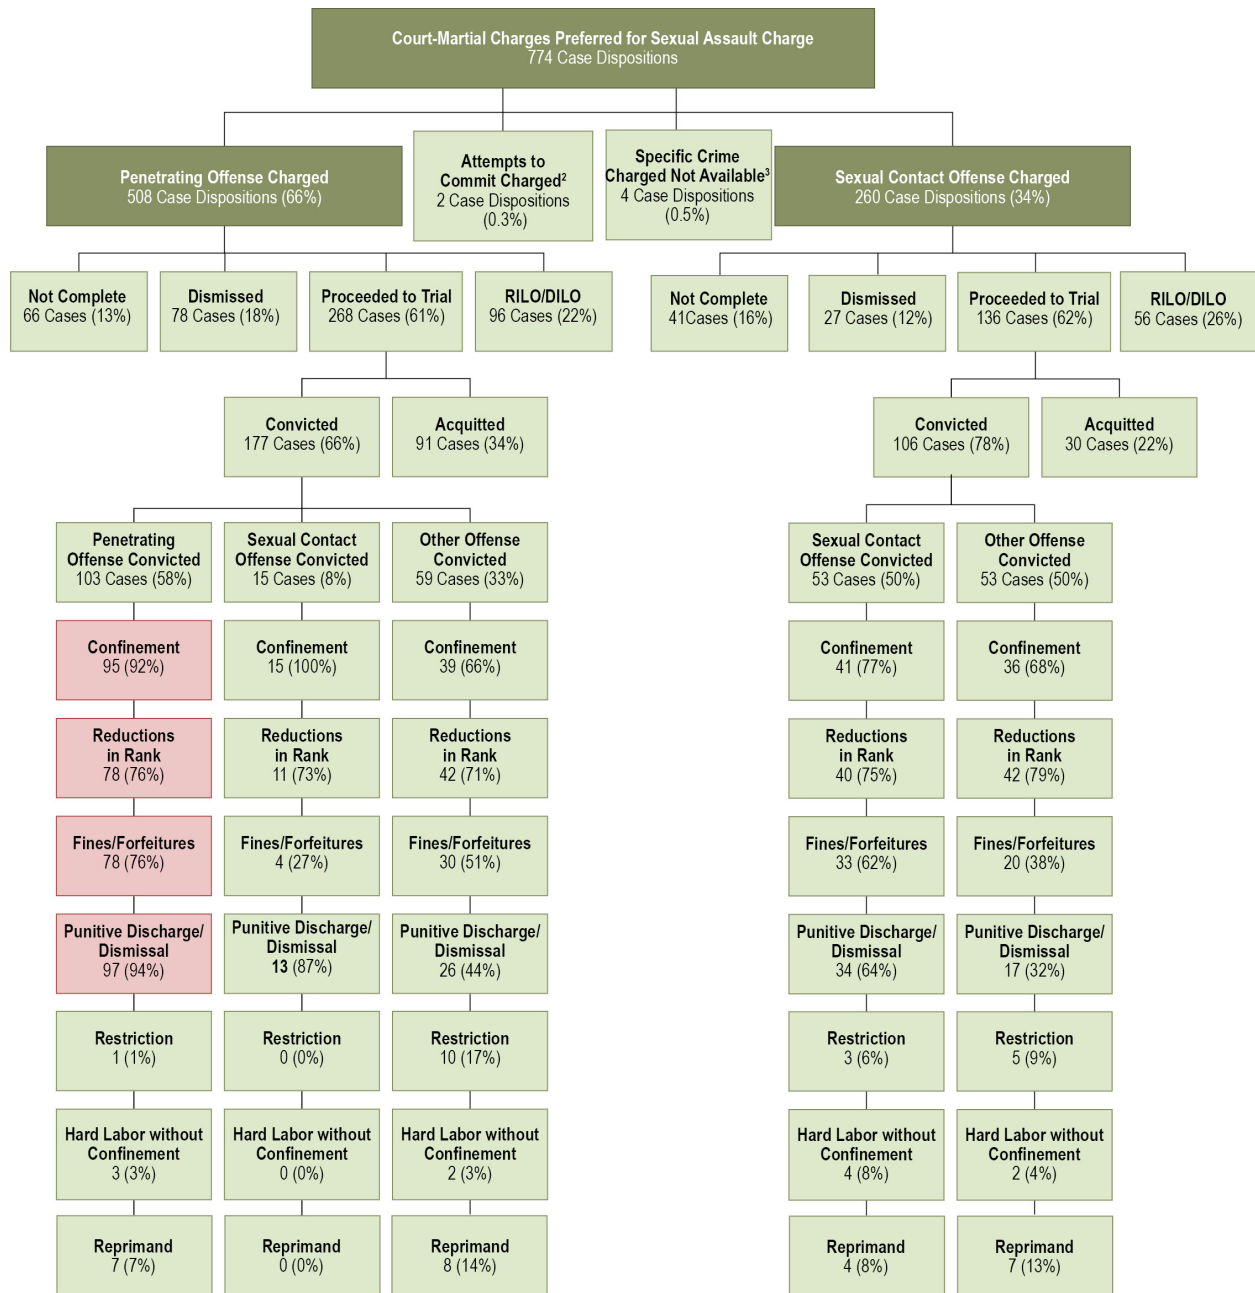 Court-Martial Charges Preferred for Sexual Assault Charge
774 Case Dispositions
Penetrating Offense Charged
508 Case Dispositions (66%)
Attempts to
Commit Charged²
2 Case Dispositions
(0.3%)
Specific Crime
Charged Not Available³
4 Case Dispositions
(0.5%)
Sexual Contact Offense Charged
260 Case Dispositions (34%)
Not Complete
66 Cases (13%)
Dismissed
78 Cases (18%)
Proceeded to Trial
268 Cases (61%)
RILO/DILO
96 Cases (22%)
Not Complete
41Cases (16%)
Dismissed
27 Cases (12%)
Proceeded to Trial
136 Cases (62%)
RILO/DILO
56 Cases (26%)
Convicted
177 Cases (66%)
Acquitted
91 Cases (34%)
Convicted
106 Cases (78%)
Acquitted
30 Cases (22%)
Penetrating
Offense Convicted
103 Cases (58%)
Sexual Contact
Offense Convicted
15 Cases (8%)
Other Offense
Convicted
59 Cases (33%)
Sexual Contact
Offense Convicted
53 Cases (50%)
Other Offense
Convicted
53 Cases (50%)
Confinement
95 (92%)
Confinement
15 (100%)
Confinement
39 (66%)
Confinement
41 (77%)
Confinement
36 (68%)
Reductions
in Rank
78 (76%)
Reductions
in Rank
11 (73%)
Reductions
in Rank
42 (71%)
Reductions
in Rank
40 (75%)
Reductions
in Rank
42 (79%)
Fines/Forfeitures
78 (76%)
Fines/Forfeitures
4 (27%)
Fines/Forfeitures
30 (51%)
Fines/Forfeitures
33 (62%)
Fines/Forfeitures
20 (38%)
Punitive Discharge/
Dismissal
97 (94%)
Punitive Discharge/
Dismissal
13 (87%)
Punitive Discharge/
Dismissal
26 (44%)
Punitive Discharge/
Dismissal
34 (64%)
Punitive Discharge/
Dismissal
17 (32%)
Restriction
1 (1%)
Restriction
0 (0%)
Restriction
10 (17%)
Restriction
3 (6%)
Restriction
5 (9%)
Hard Labor without
Confinement
3 (3%)
Hard Labor without
Confinement
0 (0%)
Hard Labor without
Confinement
2 (3%)
Hard Labor without
Confinement
4 (8%)
Hard Labor without
Confinement
2 (4%)
Reprimand
7 (7%)
Reprimand
0 (0%)
Reprimand
8 (14%)
Reprimand
4 (8%)
Reprimand
7 (13%)